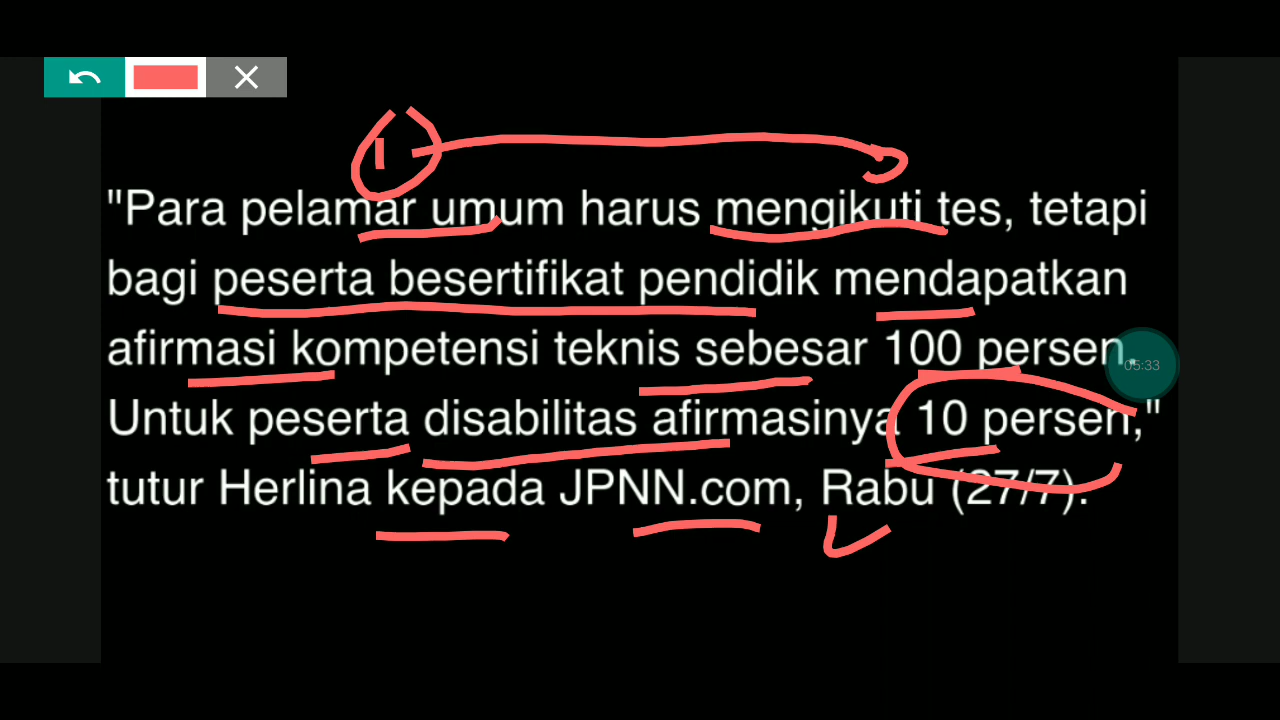 1
"Para pelamar umum harus mengikuti tes, tetapi
bagi peserta besertifikat pendidik mendapatkan
afirmasi kompetensi teknis sebesar 100 persen.
05:33
Untuk peserta disabilitas afirmasinya 10 persen,"
tutur Herlina kepada JPNN.com, Rabu (27/7).